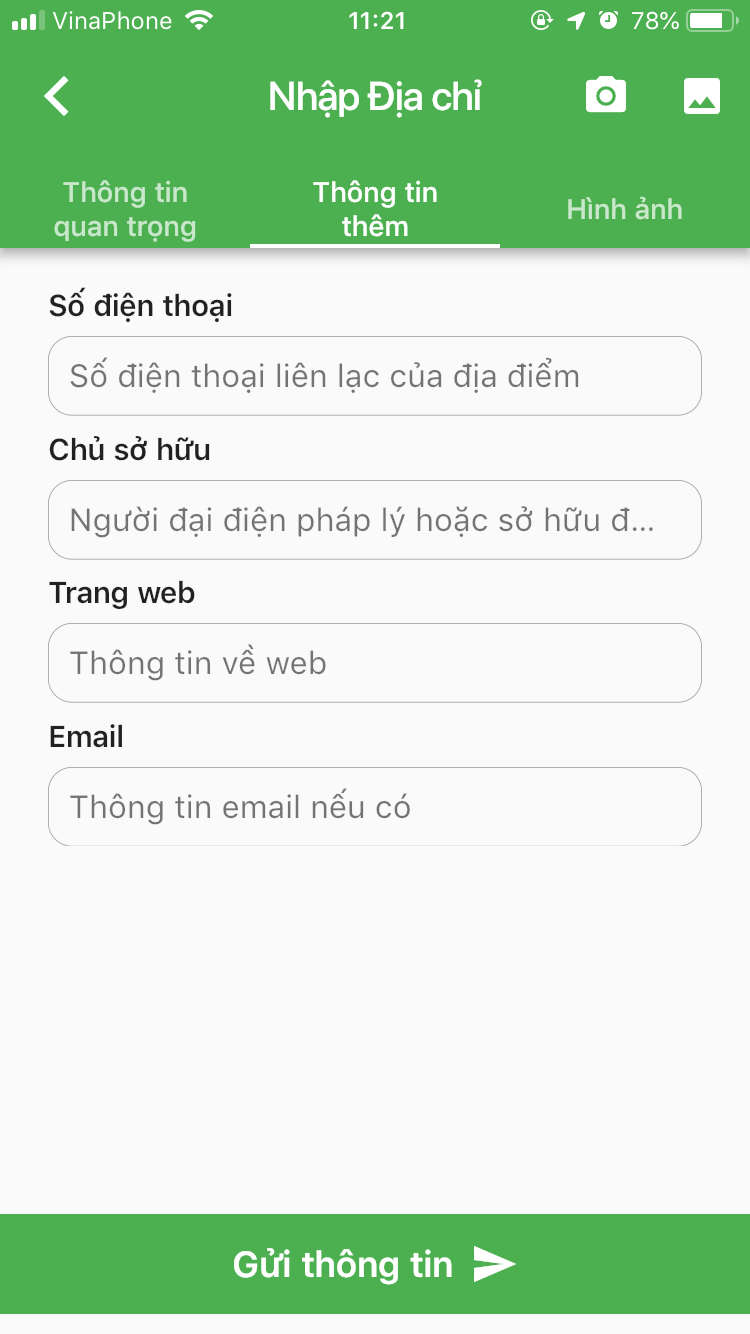 VinaPhone 11:21 78%
Nhập Địa chỉ
Thông tin
quan trọng
Thông tin
thêm
Hình ảnh
Số điện thoại
Số điện thoại liên lạc của địa điểm
Chủ sở hữu
Người đại điện pháp lý hoặc sở hữu đ...
Trang web
Thông tin về web
Email
Thông tin email nếu có
Gửi thông tin